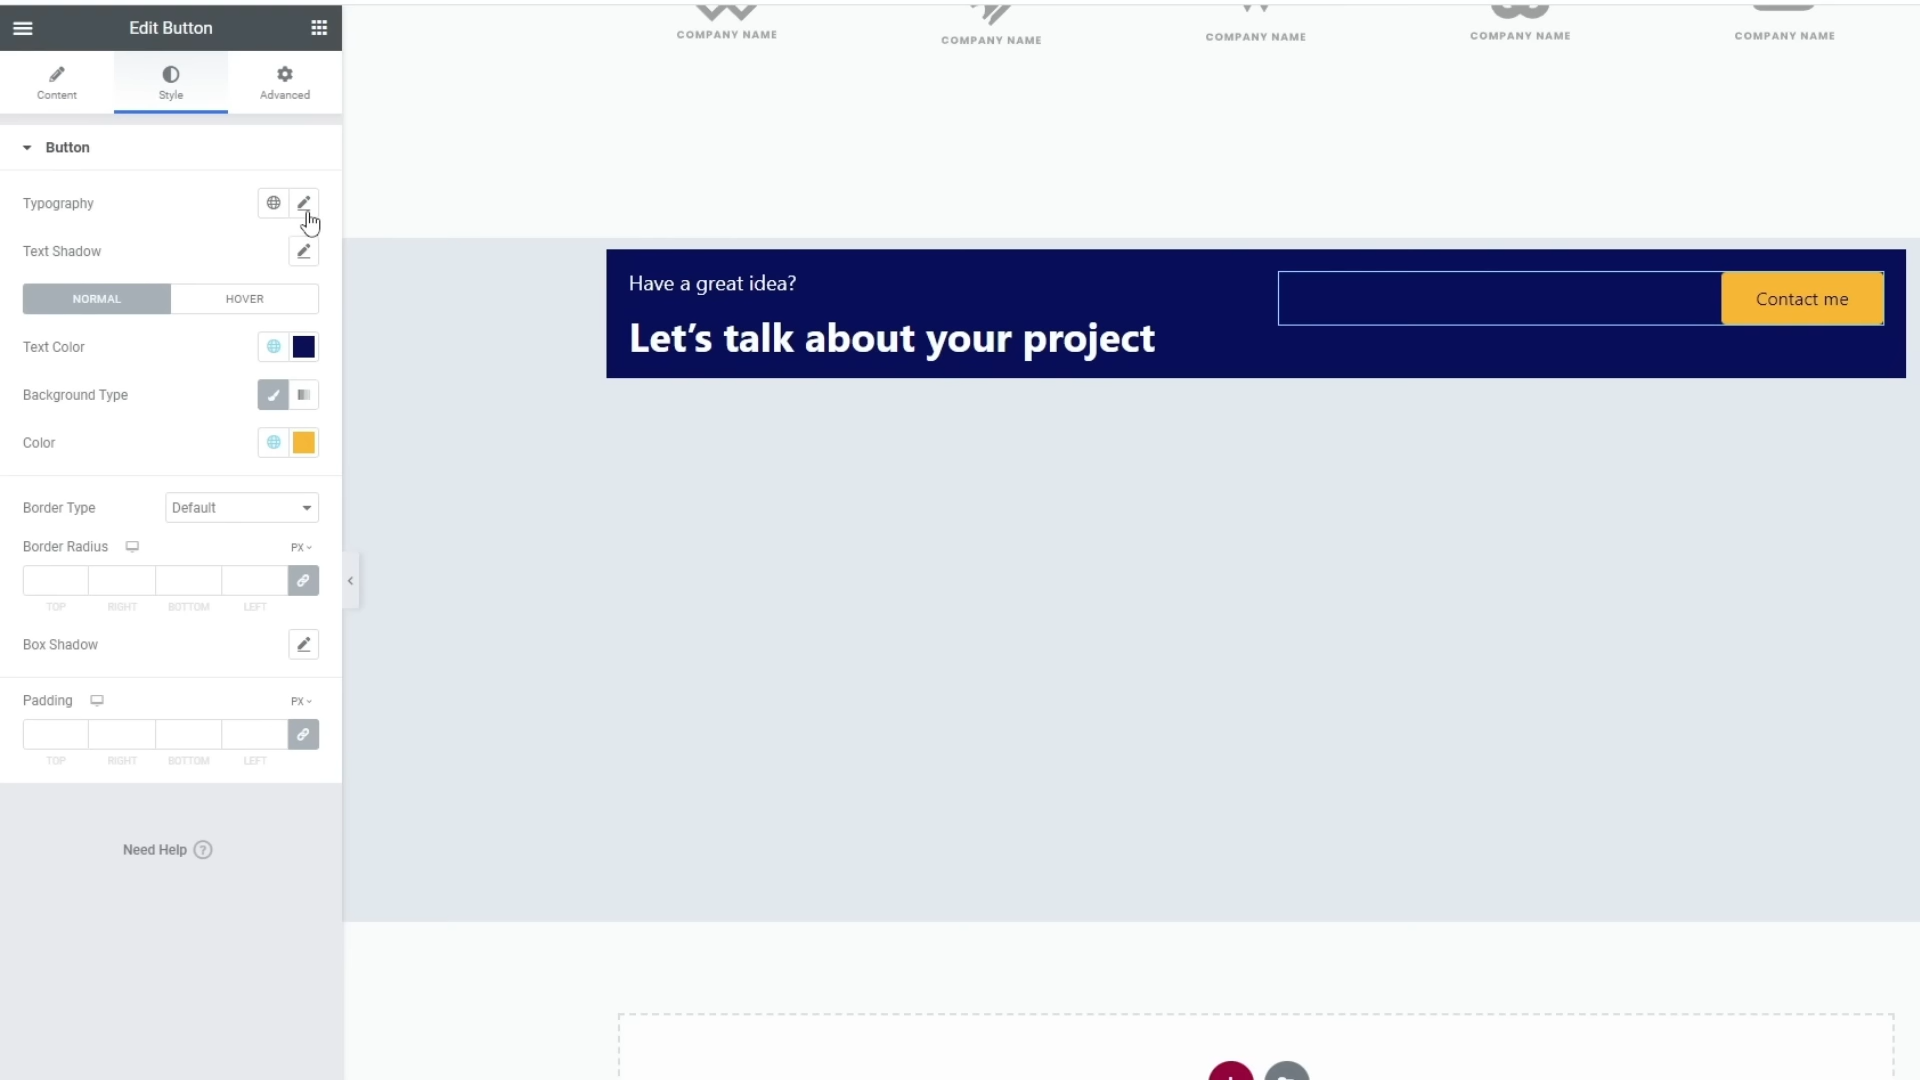 Edit Button
Content
Style
Advanced
Button
Typography
Text Shadow
NORMAL
HOVER
Text Color
Background Type
Color
Border Type
Default
Border Radius
PX
TOP
RIGHT
BOTTOM
LEFT
Box Shadow
Padding
PX
TOP
RIGHT
BOTTOM
LEFT
Need Help
?
COMPANY NAME
COMPANY NAME
COMPANY NAME
COMPANY NAME
COMPANY NAME
Have a great idea?
Let’s talk about your project
Contact me